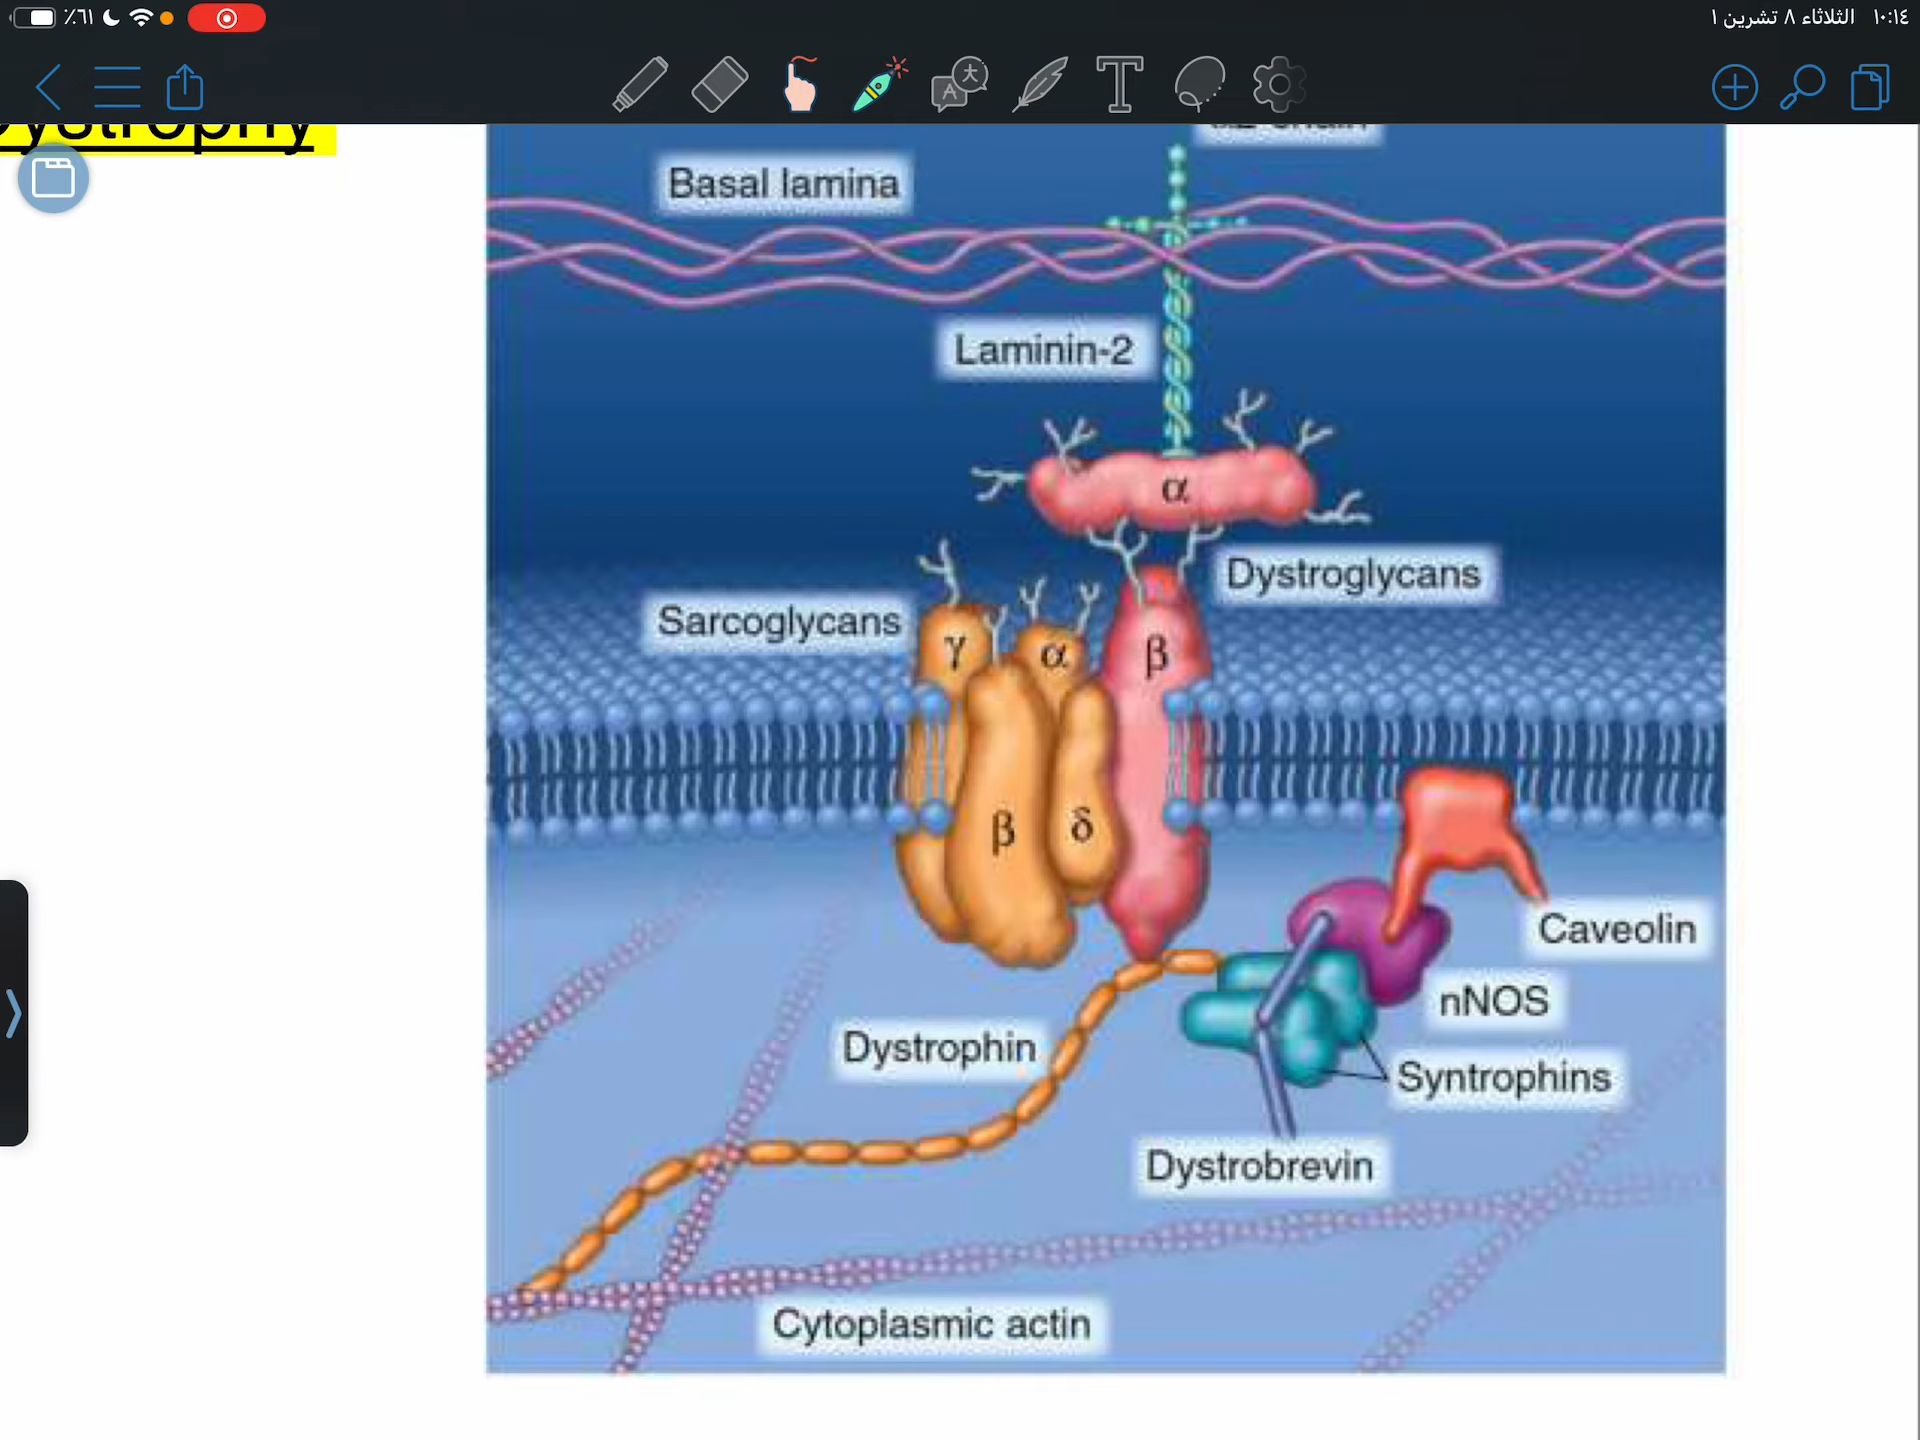 ٪٦١
١٠:١٤ الثلاثاء ٨ تشرين ١
Dystrophy
Basal lamina
Laminin-2
α
Dystroglycans
Sarcoglycans
γ
α
β
β
δ
Caveolin
nNOS
Dystrophin
Syntrophins
Dystrobrevin
Cytoplasmic actin